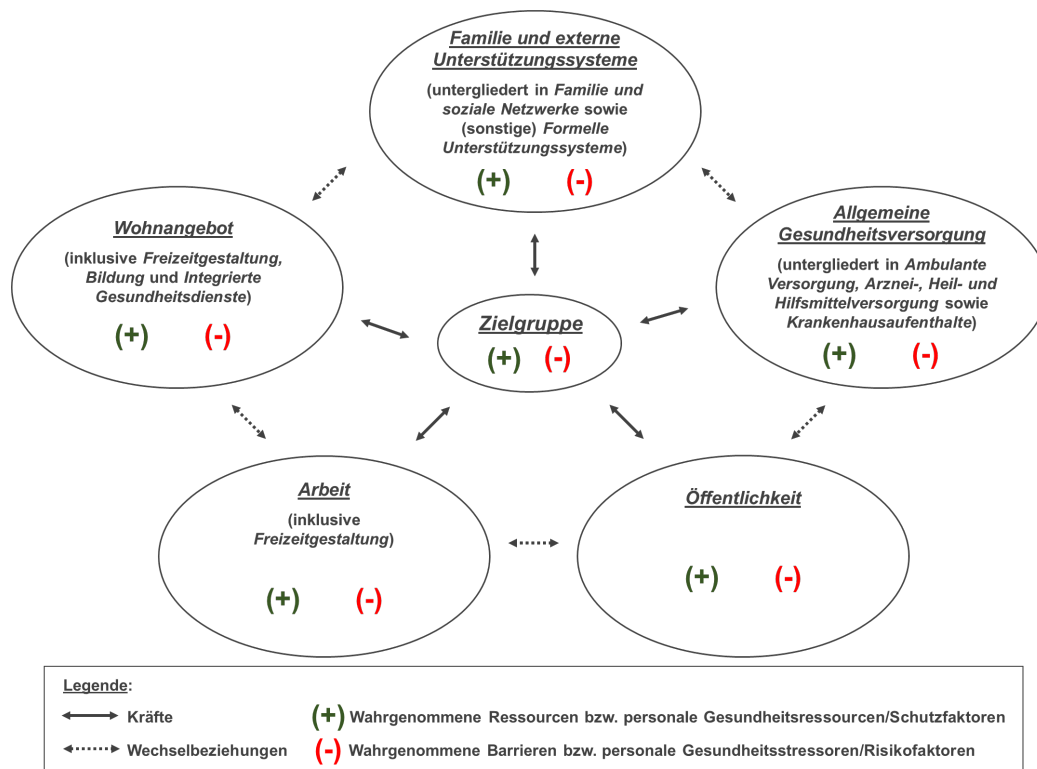 Familie und externe
Unterstützungssysteme
(untergliedert in Familie und
soziale Netzwerke sowie
(sonstige) Formelle
Unterstützungssysteme)
(+) (-)
Wohnangebot
(inklusive Freizeitgestaltung,
Bildung und Integrierte
Gesundheitsdienste)
(+) (-)
Allgemeine
Gesundheitsversorgung
(untergliedert in Ambulante
Versorgung, Arznei-, Heil- und
Hilfsmittelversorgung sowie
Krankenhausaufenthalte)
(+) (-)
Zielgruppe
(+) (-)
Arbeit
(inklusive
Freizeitgestaltung)
(+) (-)
Öffentlichkeit
(+) (-)
Legende:
Kräfte
(+) Wahrgenommene Ressourcen bzw. personale Gesundheitsressourcen/Schutzfaktoren
Wechselbeziehungen
(-) Wahrgenommene Barrieren bzw. personale Gesundheitsstressoren/Risikofaktoren